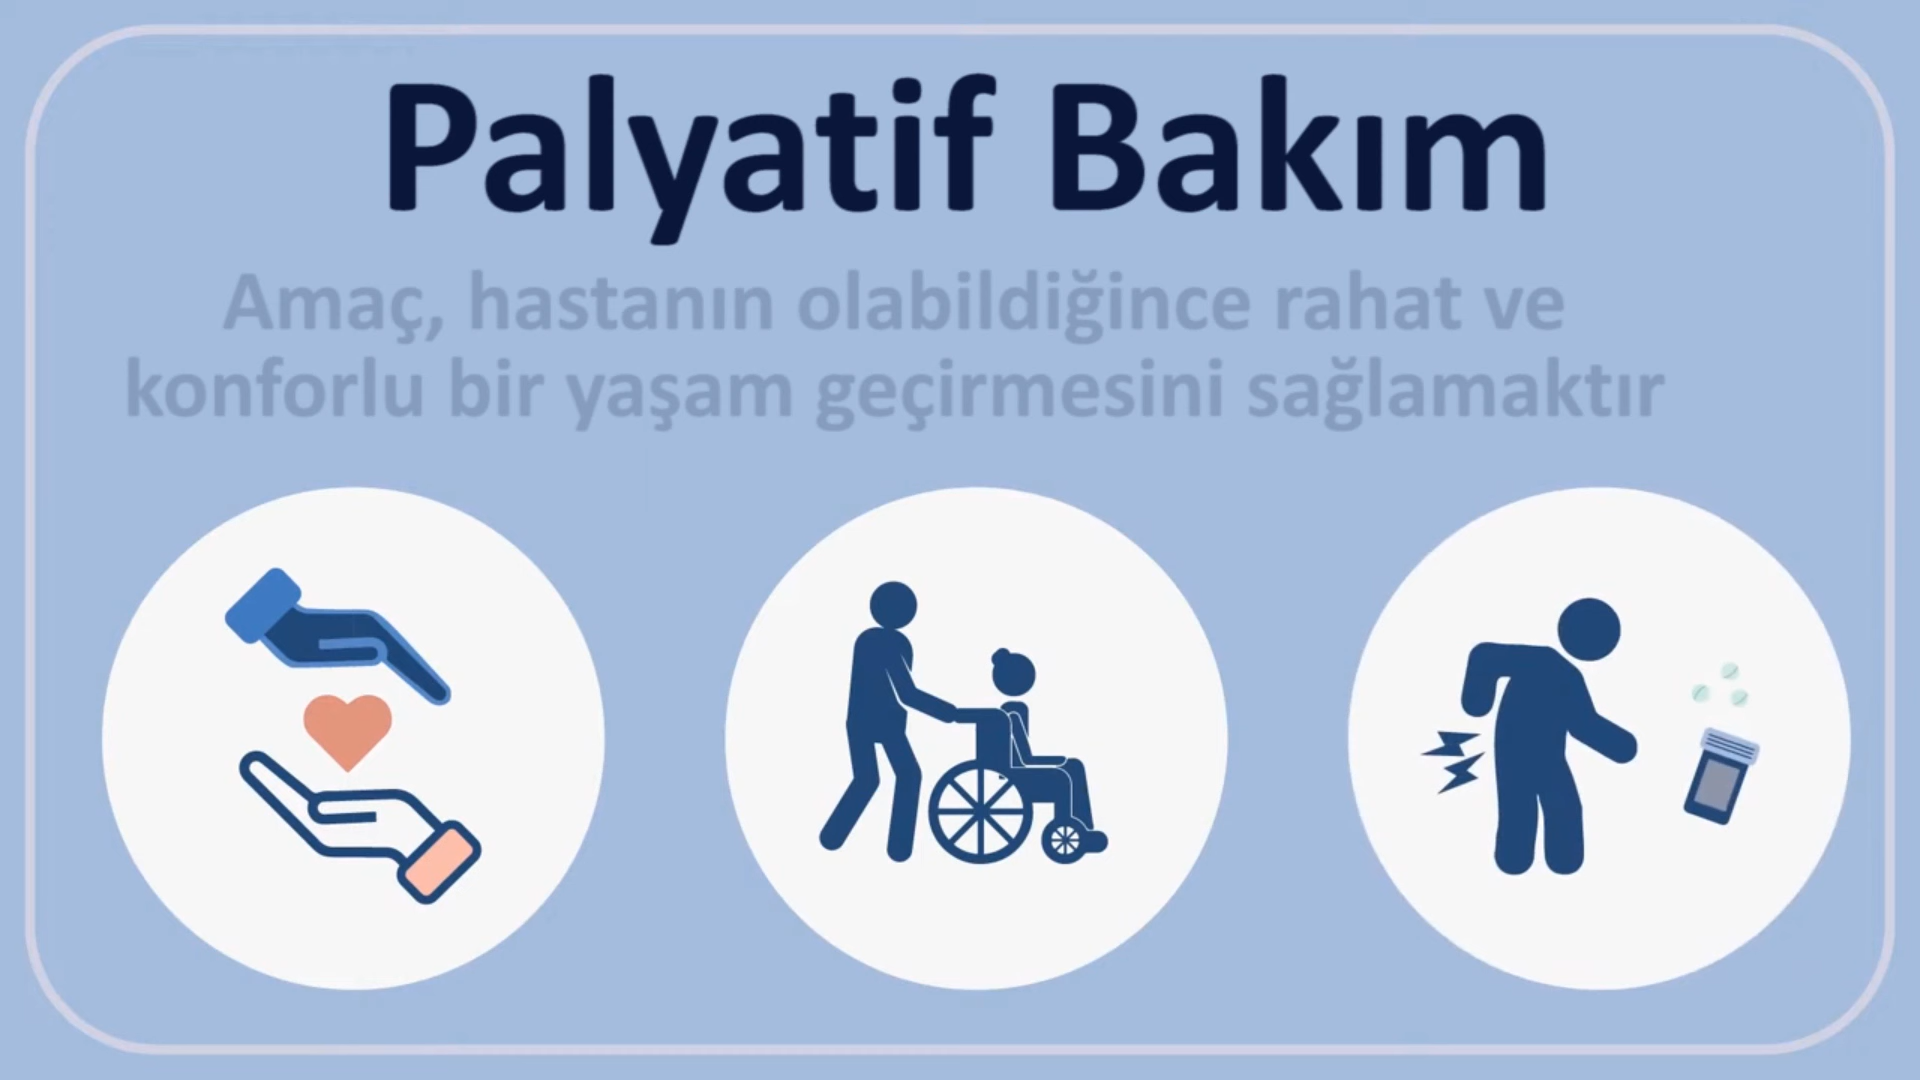 Palyatif Bakım
Amaç, hastanın olabildiğince rahat ve
konforlu bir yaşam geçirmesini sağlamaktır